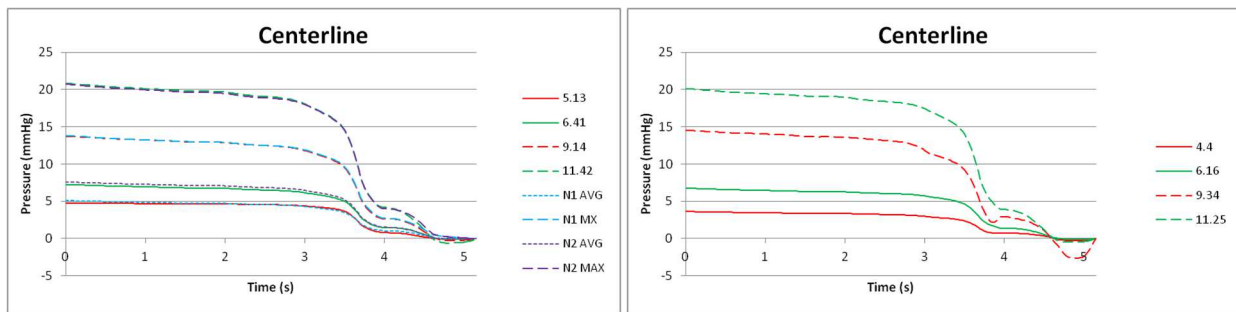 Centerline
25
20
15
10
5
0
-5
Pressure (mmHg)
0 1 2 3 4 5
Time (s)
5.13
6.41
9.14
11.42
N1 AVG
N1 MX
N2 AVG
N2 MAX
Centerline
25
20
15
10
5
0
-5
Pressure (mmHg)
0 1 2 3 4 5
Time (s)
4.4
6.16
9.34
11.25